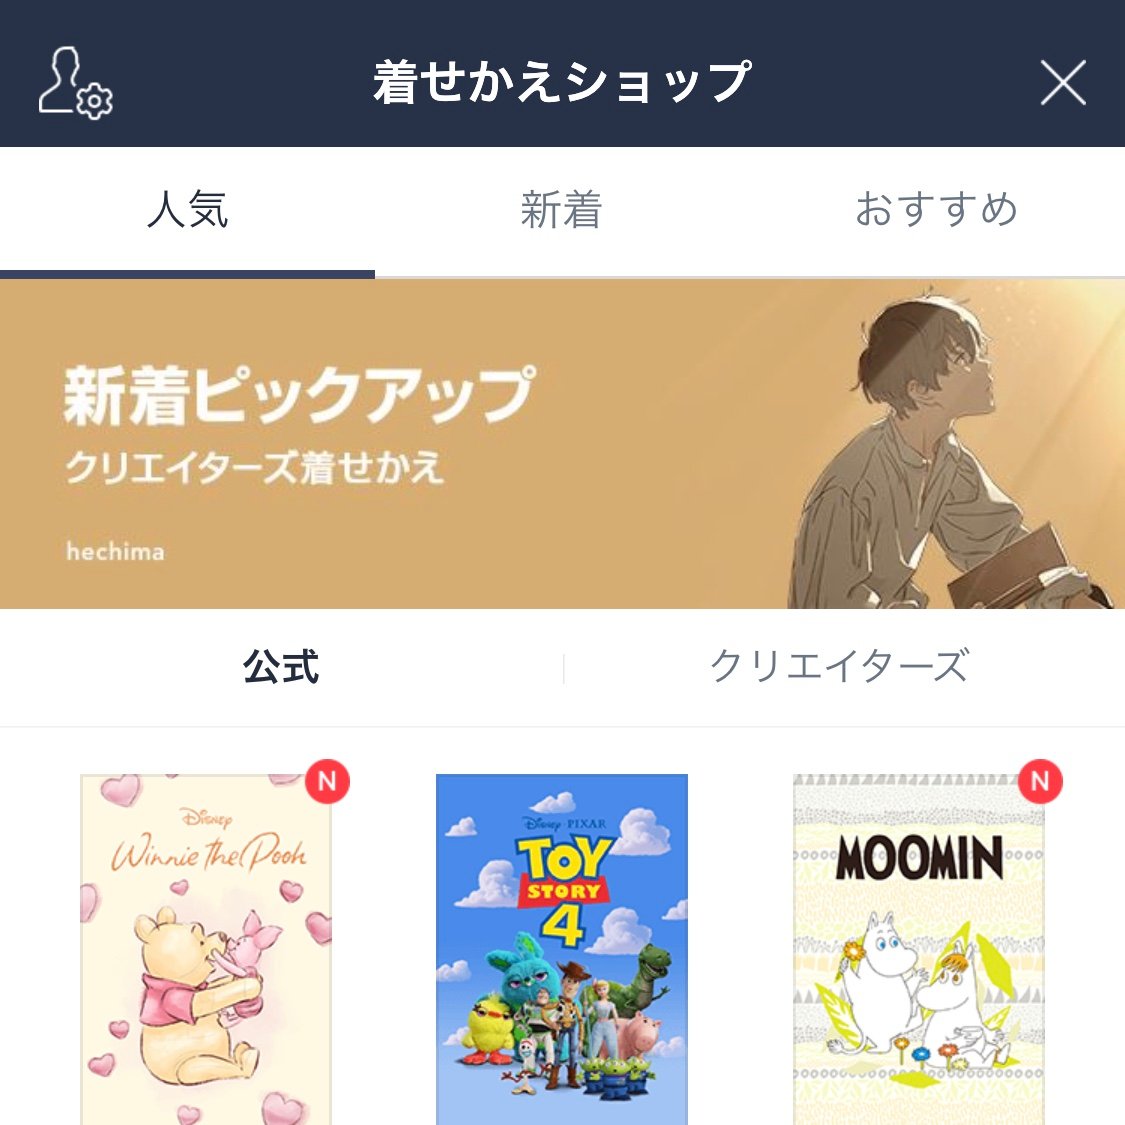 着せかえショップ
人気
新着
おすすめ
新着ピックアップ
クリエイターズ着せかえ
hechima
公式
クリエイターズ
N
N
Disney
Winnie the Pooh
Disney · PIXAR
TOY
STORY
4
MOOMIN